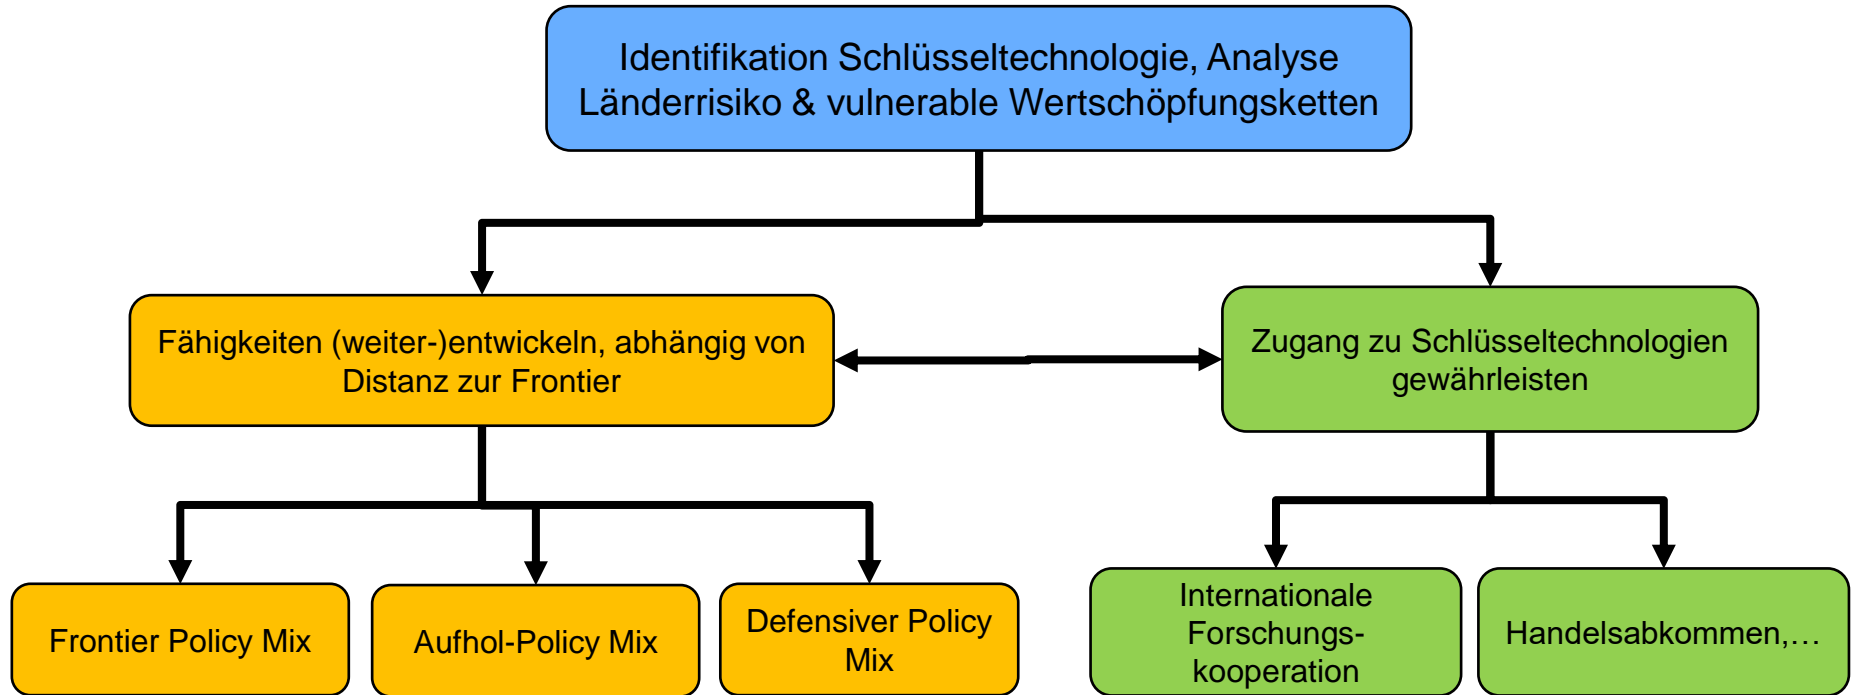 Identifikation Schlüsseltechnologie, Analyse
Länderrisiko & vulnerable Wertschöpfungsketten
Fähigkeiten (weiter-)entwickeln, abhängig von
Distanz zur Frontier
Zugang zu Schlüsseltechnologien
gewährleisten
Frontier Policy Mix
Aufhol-Policy Mix
Defensiver Policy
Mix
Internationale
Forschungs-
kooperation
Handelsabkommen,…